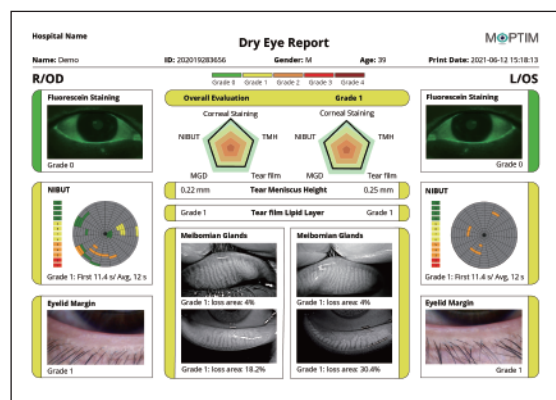 Hospital Name
MOPTIM
Dry Eye Report
Name: Demo ID: 202019283656 Gender: M Age: 39 Print Date: 2021-06-12 15:18:13
R/OD
L/OS
Grade 0 Grade 1 Grade 2 Grade 3 Grade 4
Fluorescein Staining
Grade 0
Overall Evaluation Grade 1
Corneal Staining
NIBUT TMH
MGD Tear film
Corneal Staining
NIBUT TMH
MGD Tear film
Fluorescein Staining
Grade 0
0.22 mm Tear Meniscus Height 0.25 mm
Grade 1 Tear film Lipid Layer Grade 1
NIBUT
Grade 1: First 11.4 s/ Avg, 12 s
Meibomian Glands
Grade 1: loss area: 4%
Grade 1: loss area: 18.2%
Meibomian Glands
Grade 1: loss area: 4%
Grade 1: loss area: 30.4%
NIBUT
Grade 1: First 11.4 s/ Avg, 12 s
Eyelid Margin
Grade 1
Eyelid Margin
Grade 1